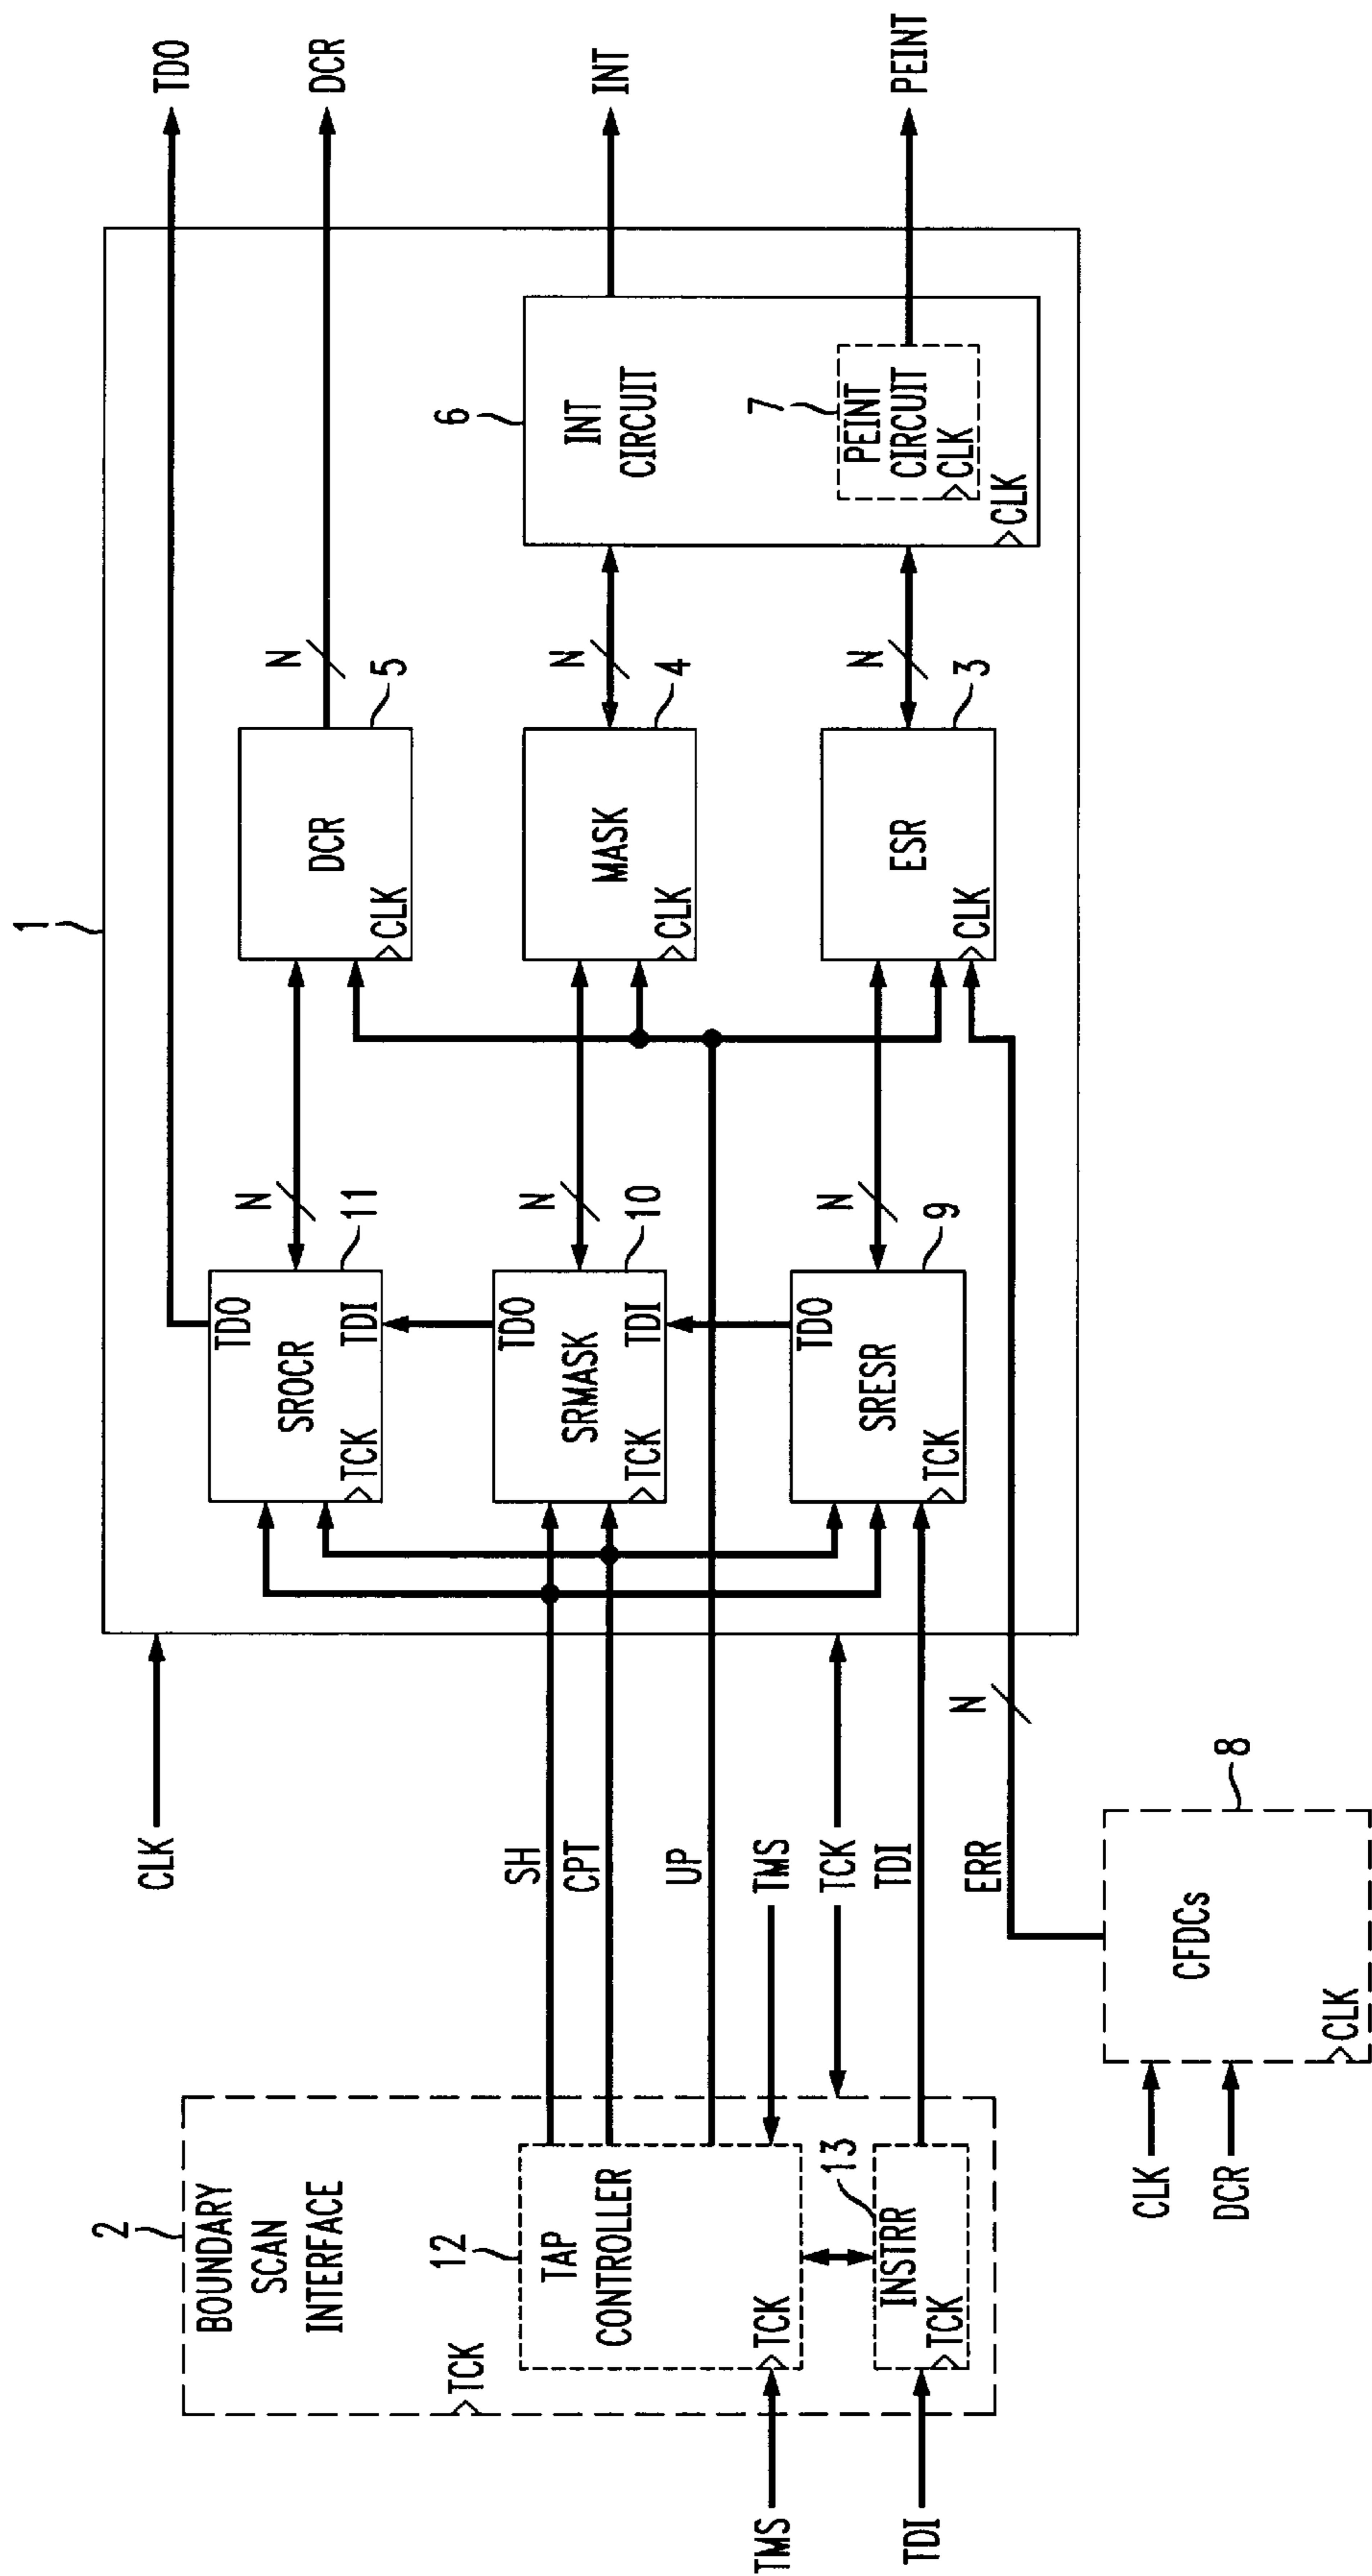 1
TDO
DCR
INT
PEINT
CLK
SROCR
TDO
TDI
TCK
11
N
DCR
CLK
5
N
SRMASK
TDO
TDI
TCK
10
N
MASK
CLK
4
N
6
INT
CIRCUIT
CLK
7
PEINT
CIRCUIT
CLK
SRESR
TDO
TCK
9
N
ESR
CLK
3
N
SH
CPT
UP
TMS
TCK
TDI
ERR
N
2
BOUNDARY
SCAN
INTERFACE
TCK
12
TAP
CONTROLLER
TCK
13
INSTRR
TCK
TMS
TDI
8
CFDCs
CLK
CLK
DCR